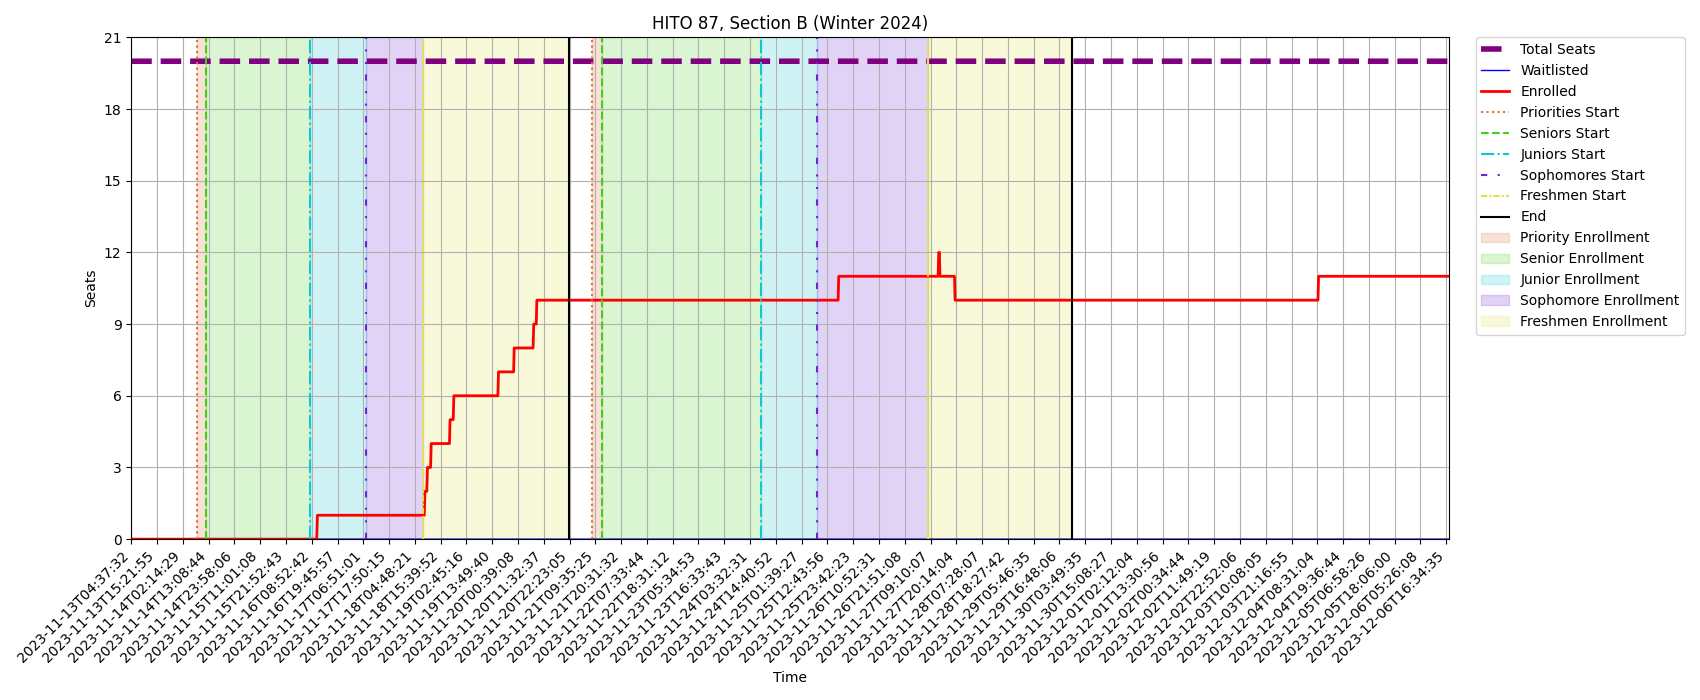 HITO 87, Section B (Winter 2024)
21
18
15
12
9
6
3
0
Seats
2023-11-13T04:37:32
2023-11-13T15:21:55
2023-11-14T02:14:29
2023-11-14T13:08:44
2023-11-14T23:58:06
2023-11-15T11:01:08
2023-11-15T21:52:43
2023-11-16T08:52:42
2023-11-16T19:45:57
2023-11-17T06:51:01
2023-11-17T17:50:15
2023-11-18T04:48:21
2023-11-18T15:39:52
2023-11-19T02:45:16
2023-11-19T13:49:40
2023-11-20T00:39:08
2023-11-20T11:32:37
2023-11-20T22:23:05
2023-11-21T09:35:25
2023-11-21T20:31:32
2023-11-22T07:33:44
2023-11-22T18:31:12
2023-11-23T05:34:53
2023-11-23T16:33:43
2023-11-24T03:32:31
2023-11-24T14:40:52
2023-11-25T01:39:27
2023-11-25T12:43:56
2023-11-25T23:42:23
2023-11-26T10:52:31
2023-11-26T21:51:08
2023-11-27T09:10:07
2023-11-27T20:14:04
2023-11-28T07:28:07
2023-11-28T18:27:42
2023-11-29T05:46:35
2023-11-29T16:48:06
2023-11-30T03:49:35
2023-11-30T15:08:27
2023-12-01T02:12:04
2023-12-01T13:30:56
2023-12-02T00:34:44
2023-12-02T11:49:19
2023-12-02T22:52:06
2023-12-03T10:08:05
2023-12-03T21:16:55
2023-12-04T08:31:04
2023-12-04T19:36:44
2023-12-05T06:58:26
2023-12-05T18:06:00
2023-12-06T05:26:08
2023-12-06T16:34:35
Time
Total Seats
Waitlisted
Enrolled
Priorities Start
Seniors Start
Juniors Start
Sophomores Start
Freshmen Start
End
Priority Enrollment
Senior Enrollment
Junior Enrollment
Sophomore Enrollment
Freshmen Enrollment